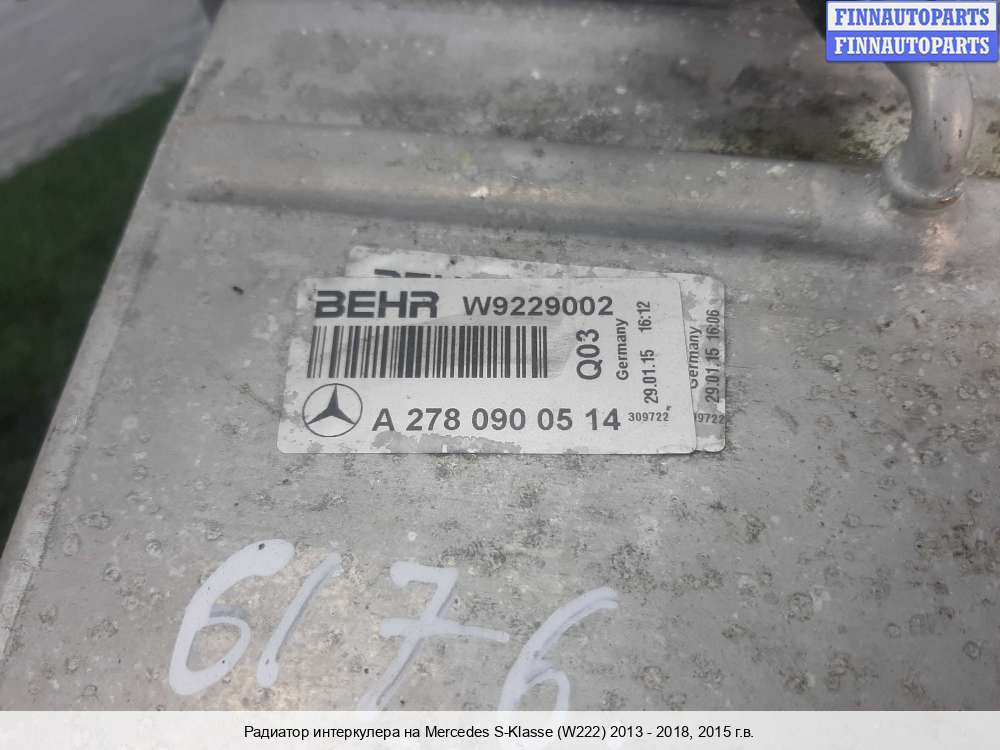 FINNAUTOPARTS
FINNAUTOPARTS
BEHR W9229002
Q03
Germany
29.01.15 16:12
A 278 090 05 14
309722
Germany
29.01.15 16:06
6176
Радиатор интеркулера на Mercedes S-Klasse (W222) 2013 - 2018, 2015 г.в.